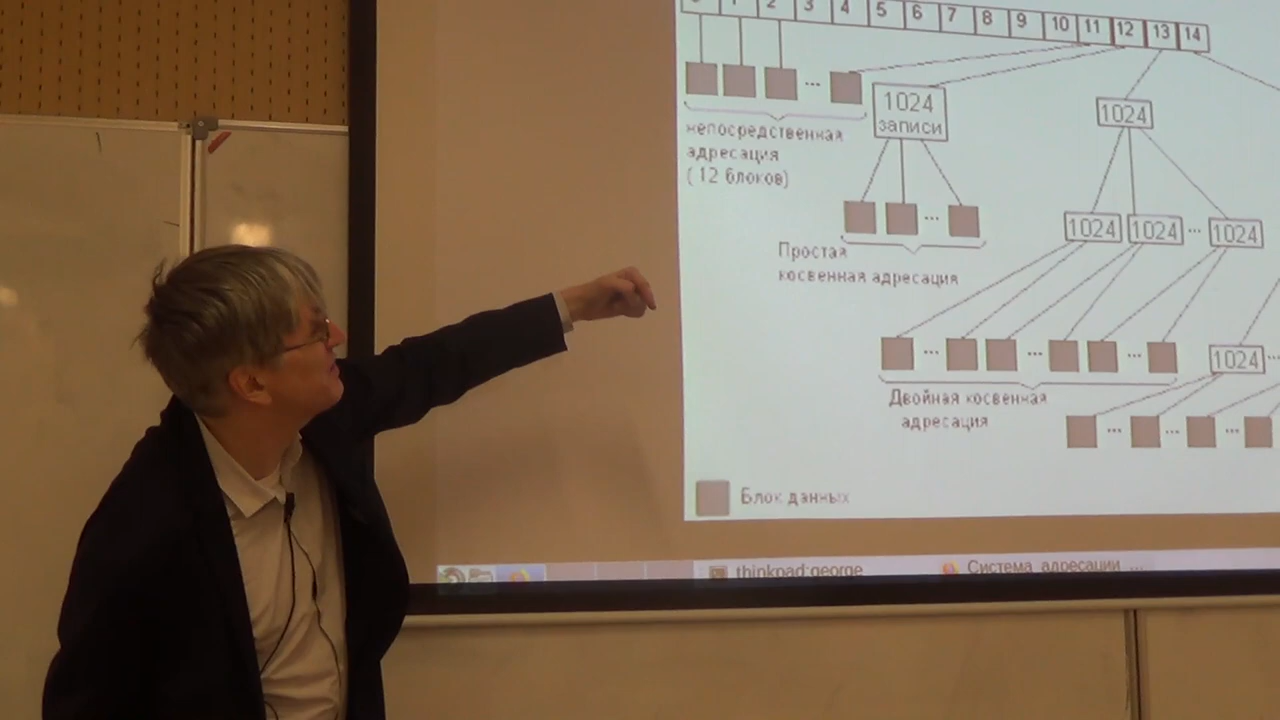 1 2 3 4 5 6 7 8 9 10 11 12 13 14
...
1024
записи
1024
непосредственная
адресация
( 12 блоков)
...
1024 1024 ... 1024
Простая
косвенная адресация
... ... ...
1024 ...
Двойная косвенная
адресация
... ... ...
Блок данных
thinkpad:george
Система адресации ...